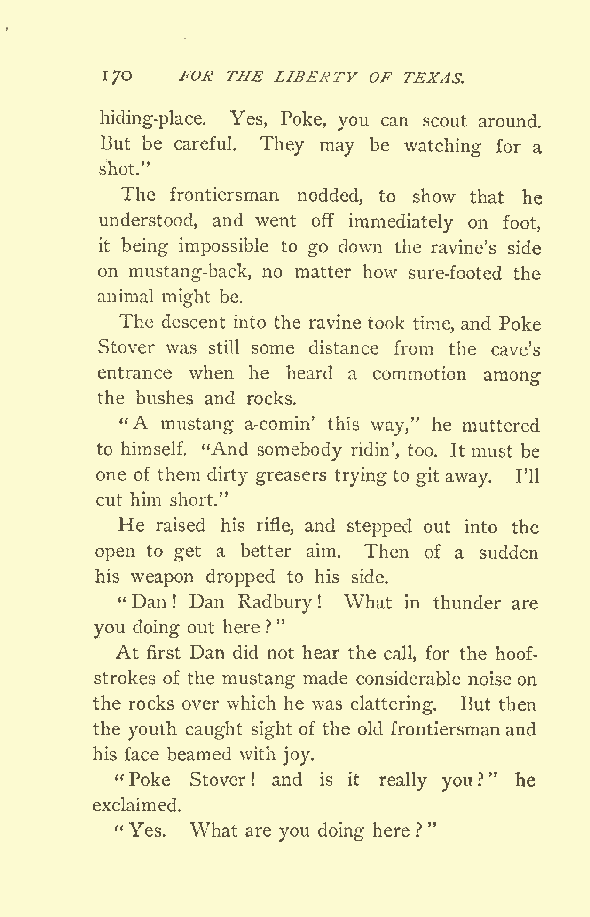 170 FOR THE LIBERTY OF TEXAS.
hiding-place. Yes, Poke, you can scout around.
But be careful. They may be watching for a
shot."
The frontiersman nodded, to show that he
understood, and went off immediately on foot,
it being impossible to go down the ravine's side
on mustang-back, no matter how sure-footed the
animal might be.
The descent into the ravine took time, and Poke
Stover was still some distance from the cave's
entrance when he heard a commotion among
the bushes and rocks.
"A mustang a-comin' this way," he muttered
to himself. "And somebody ridin', too. It must be
one of them dirty greasers trying to git away. I'll
cut him short."
He raised his rifle, and stepped out into the
open to get a better aim. Then of a sudden
his weapon dropped to his side.
"Dan! Dan Radbury! What in thunder are
you doing out here?"
At first Dan did not hear the call, for the hoof-
strokes of the mustang made considerable noise on
the rocks over which he was clattering. But then
the youth caught sight of the old frontiersman and
his face beamed with joy.
"Poke Stover! and is it really you?" he
exclaimed.
"Yes. What are you doing here?"